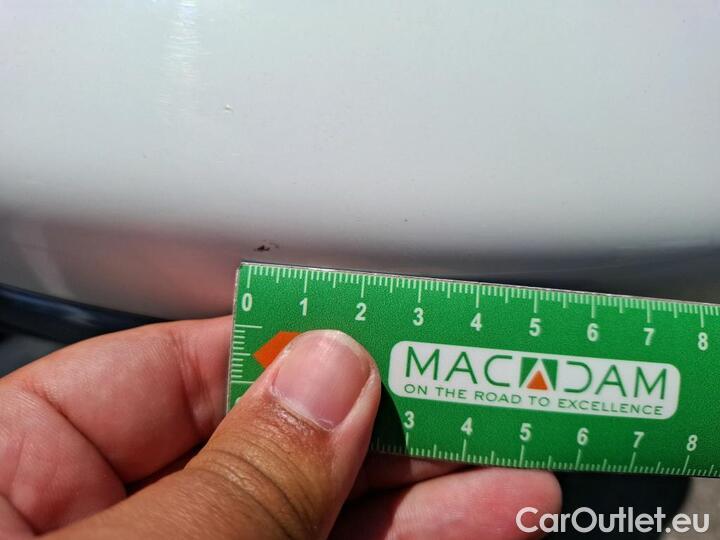 0 1 2 3 4 5 6 7 8
MACADAM
ON THE ROAD TO EXCELLENCE
3 4 5 6 7 8
CarOutlet.eu